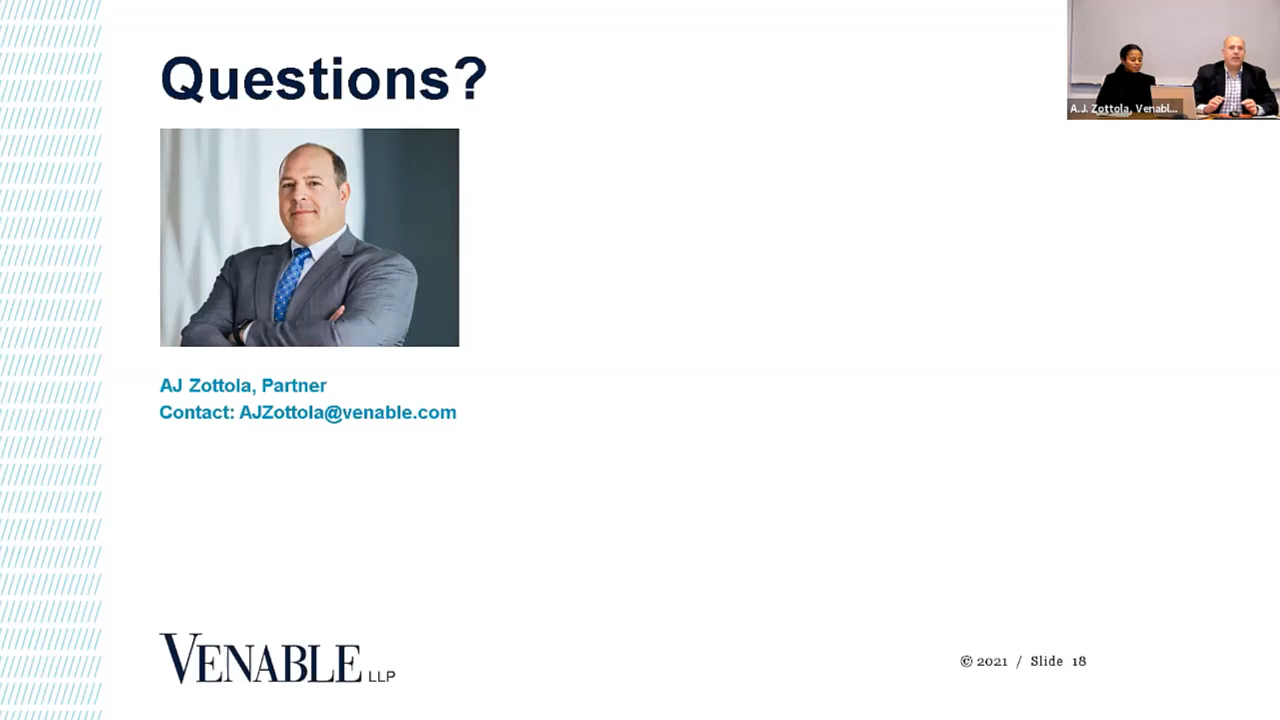 Questions?
A.J. Zottola, Venabl...
AJ Zottola, Partner
Contact: AJZottola@venable.com
VENABLE LLP
© 2021 / Slide 18